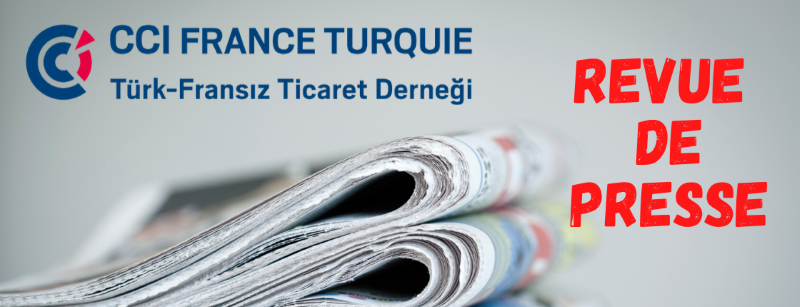 CCI FRANCE TURQUIE
Türk-Fransız Ticaret Derneği
REVUE
DE
PRESSE